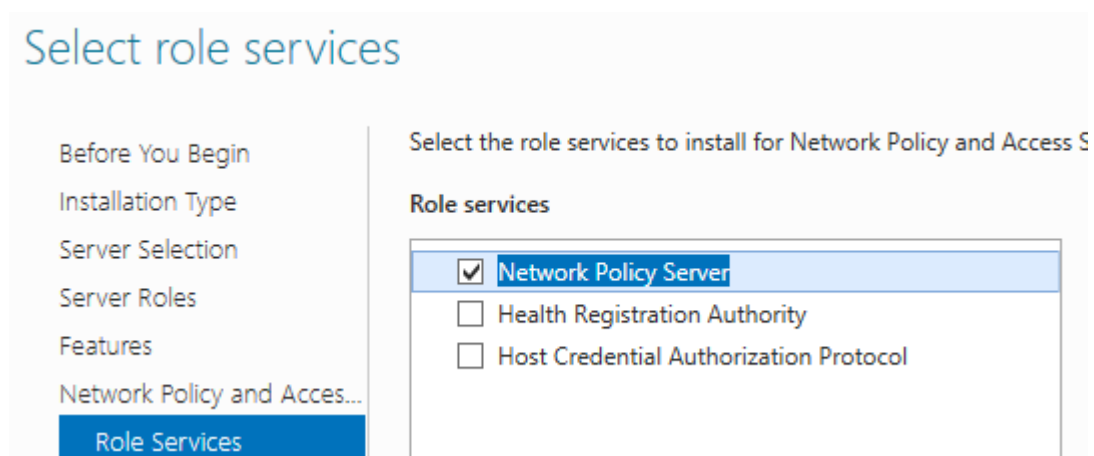 Select role services
Before You Begin
Installation Type
Server Selection
Server Roles
Features
Network Policy and Acces...
Role Services
Select the role services to install for Network Policy and Access S
Role services
Network Policy Server
Health Registration Authority
Host Credential Authorization Protocol